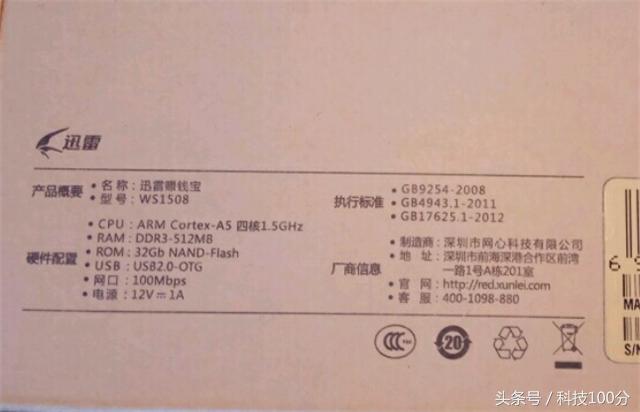 迅雷
产品概要
• 名 称：迅雷赚钱宝
• 型 号：WS1508
硬件配置
• CPU：ARM Cortex-A5 四核1.5GHz
• RAM：DDR3-512MB
• ROM：32Gb NAND-Flash
• USB：USB2.0-OTG
• 网口：100Mbps
• 电源：12V⎓1A
执行标准
• GB9254-2008
• GB4943.1-2011
• GB17625.1-2012
厂商信息
• 制造商：深圳市网心科技有限公司
• 地 址：深圳市前海深港合作区前湾
一路1号A栋201室
• 官 网：http://red.xunlei.com
• 客 服：400-1098-880
CCC
20
6 9
MA
S/N
头条号 / 科技100分